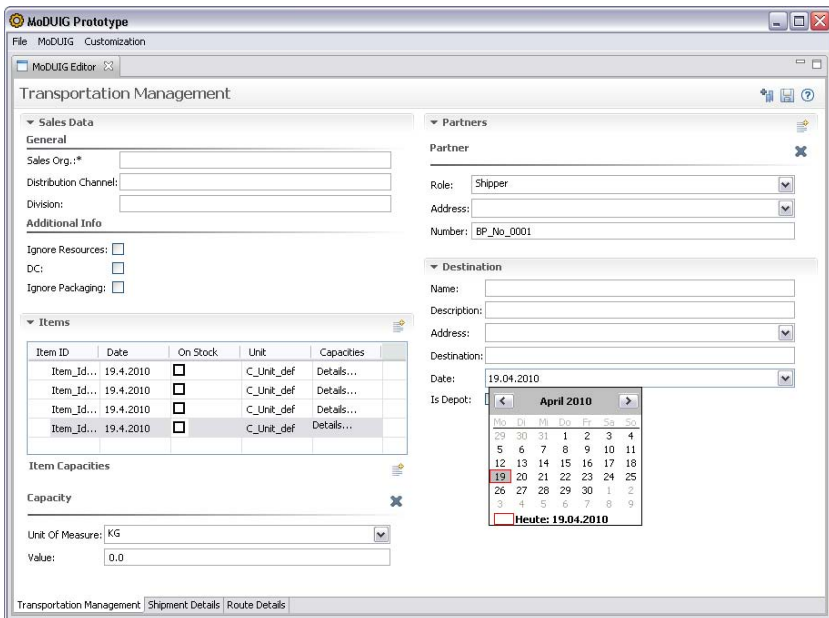 MoDUIG Prototype
File MoDUIG Customization
MoDUIG Editor
Transportation Management
Sales Data
General
Sales Org.:*
Distribution Channel:
Division:
Additional Info
Ignore Resources:
DC:
Ignore Packaging:
Items
Item ID Date On Stock Unit Capacities
Item_Id... 19.4.2010 C_Unit_def Details...
Item_Id... 19.4.2010 C_Unit_def Details...
Item_Id... 19.4.2010 C_Unit_def Details...
Item_Id... 19.4.2010 C_Unit_def Details...
Item Capacities
Capacity
Unit Of Measure: KG
Value: 0.0
Partners
Partner
Role: Shipper
Address:
Number: BP_No_0001
Destination
Name:
Description:
Address:
Destination:
Date: 19.04.2010
Is Depot:
April 2010
Mo Di Mi Do Fr Sa So
29 30 31 1 2 3 4
5 6 7 8 9 10 11
12 13 14 15 16 17 18
19 20 21 22 23 24 25
26 27 28 29 30 1 2
3 4 5 6 7 8 9
Heute: 19.04.2010
Transportation Management Shipment Details Route Details